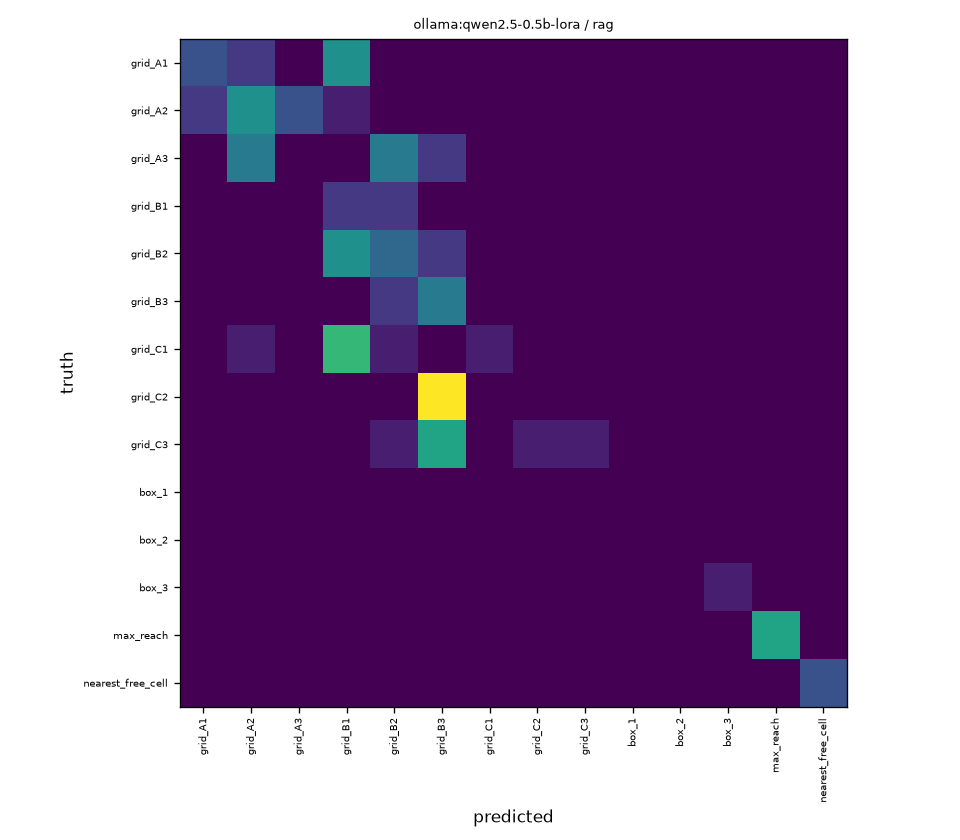 ollama:qwen2.5-0.5b-lora / rag
grid_A1
grid_A2
grid_A3
grid_B1
grid_B2
grid_B3
grid_C1
grid_C2
grid_C3
box_1
box_2
box_3
max_reach
nearest_free_cell
truth
grid_A1
grid_A2
grid_A3
grid_B1
grid_B2
grid_B3
grid_C1
grid_C2
grid_C3
box_1
box_2
box_3
max_reach
nearest_free_cell
predicted